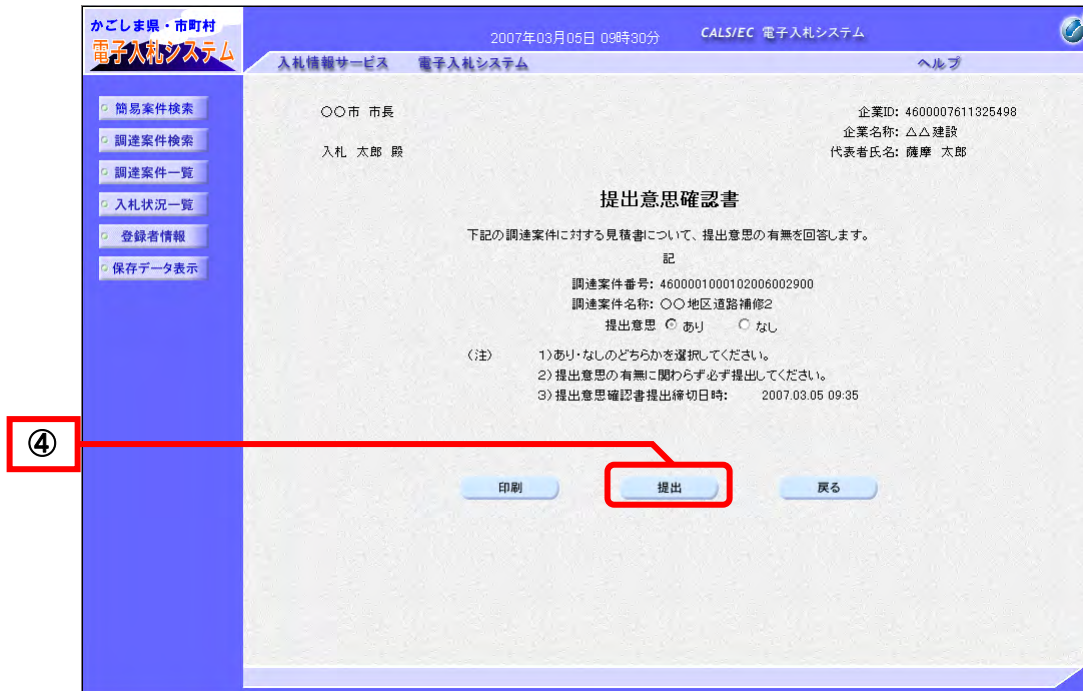 かごしま県・市町村
電子入札システム
2007年03月05日 09時30分
CALS/EC 電子入札システム
入札情報サービス
電子入札システム
ヘルプ
簡易案件検索
調達案件検索
調達案件一覧
入札状況一覧
登録者情報
保存データ表示
〇〇市 市長
入札 太郎 殿
企業ID: 4600007611325498
企業名称: △△建設
代表者氏名: 薩摩 太郎
提出意思確認書
下記の調達案件に対する見積書について、提出意思の有無を回答します。
記
調達案件番号: 4600001000102006002900
調達案件名称: 〇〇地区道路補修2
提出意思 あり なし
(注) 1)あり・なしのどちらかを選択してください。
2)提出意思の有無に関わらず必ず提出してください。
3)提出意思確認書提出締切日時: 2007.03.05 09:35
④
印刷
提出
戻る